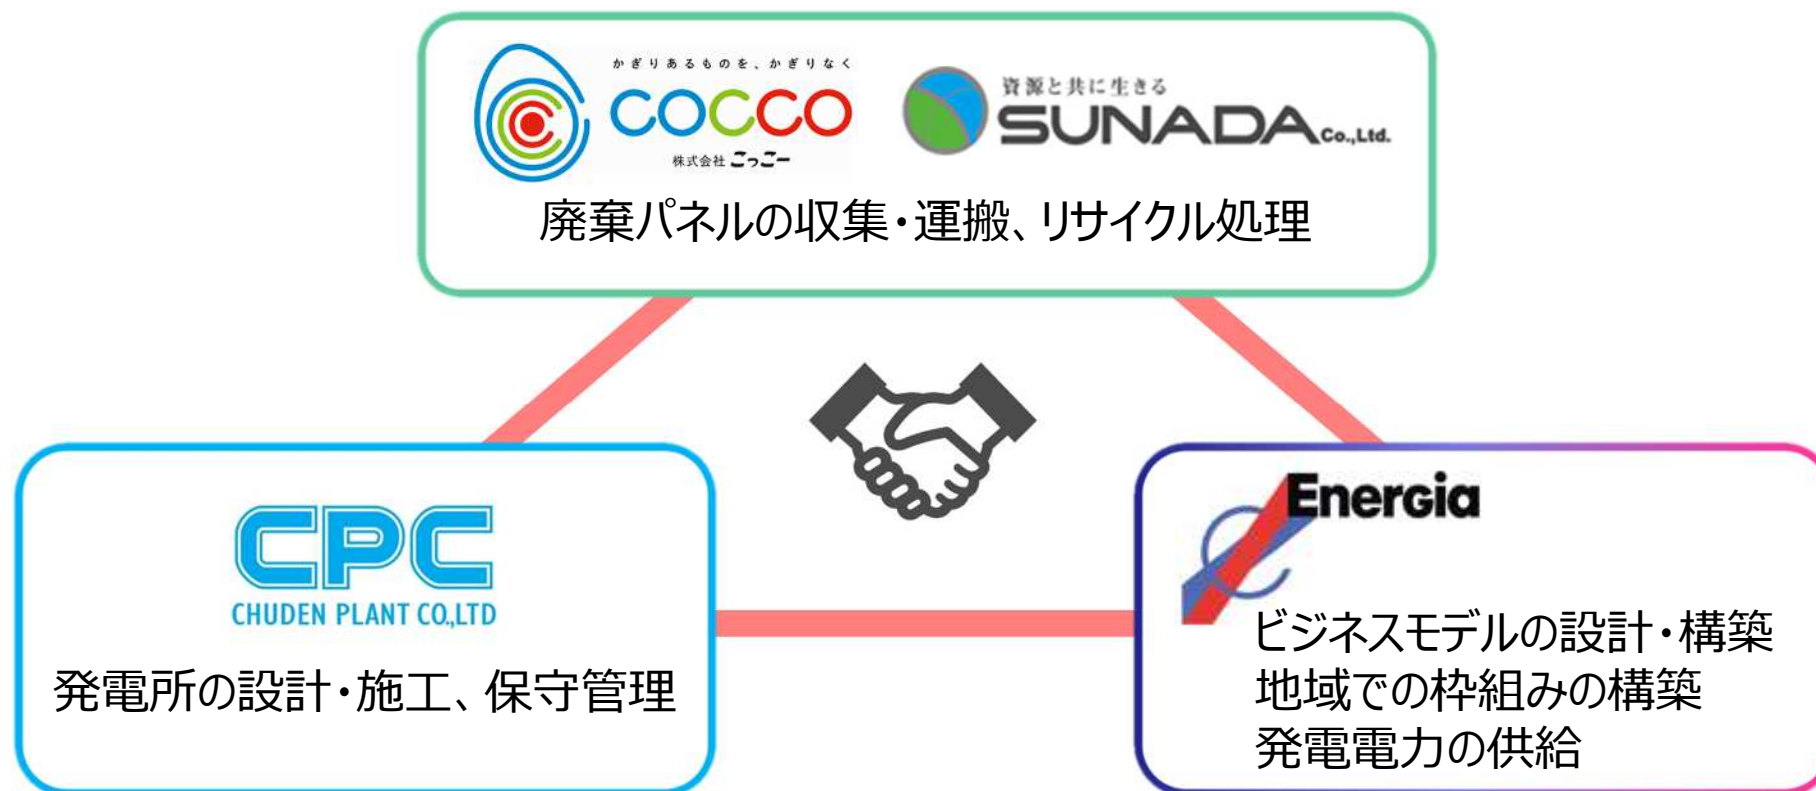 かぎりあるものを、かぎりなく
COCCO
株式会社 こっこー
資源と共に生きる
SUNADA Co.,Ltd.
廃棄パネルの収集・運搬、リサイクル処理
CPC
CHUDEN PLANT CO.,LTD
発電所の設計・施工、保守管理
Energia
ビジネスモデルの設計・構築
地域での枠組みの構築
発電電力の供給